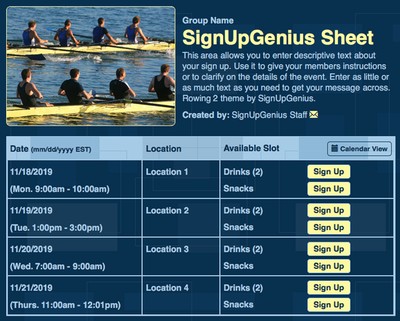 Group Name
SignUpGenius Sheet
This area allows you to enter descriptive text about
your sign up. Use it to give your members instructions
or to clarify on the details of the event. Enter as little or
as much text as you need to get your message across.
Rowing 2 theme by SignUpGenius.
Created by: SignUpGenius Staff
Date (mm/dd/yyyy EST) Location Available Slot Calendar View
11/18/2019 Location 1 Drinks (2) Sign Up
(Mon. 9:00am - 10:00am) Snacks Sign Up
11/19/2019 Location 2 Drinks (2) Sign Up
(Tue. 1:00pm - 3:00pm) Snacks Sign Up
11/20/2019 Location 3 Drinks (2) Sign Up
(Wed. 7:00am - 9:00am) Snacks Sign Up
11/21/2019 Location 4 Drinks (2) Sign Up
(Thurs. 11:00am - 12:01pm) Snacks Sign Up